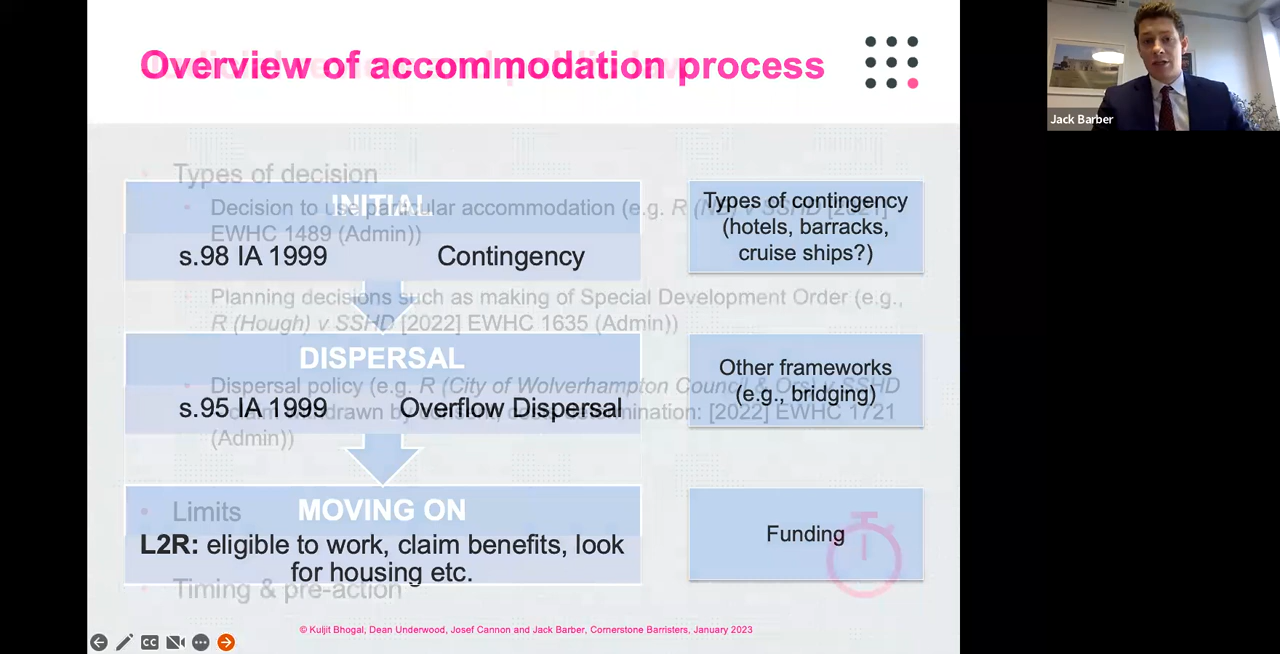 Overview of accommodation process
Jack Barber
Types of decision
INITIAL
Decision to use particular accommodation (e.g. R (NB) v SSHD [2021]
EWHC 1489 (Admin))
s.98 IA 1999 Contingency
Types of contingency
(hotels, barracks,
cruise ships?)
Planning decisions such as making of Special Development Order (e.g.,
R (Hough) v SSHD [2022] EWHC 1635 (Admin))
DISPERSAL
Dispersal policy (e.g. R (City of Wolverhampton Council & Ors) v SSHD
s.95 IA 1999 Overflow Dispersal
[2022] EWHC 1721
(Admin))
Other frameworks
(e.g., bridging)
Limits
MOVING ON
L2R: eligible to work, claim benefits, look
for housing etc.
Funding
Timing & pre-action
© Kuljit Bhogal, Dean Underwood, Josef Cannon and Jack Barber, Cornerstone Barristers, January 2023
CC